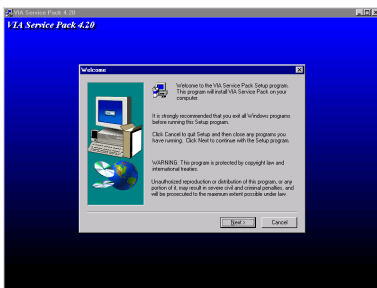 VIA Service Pack 4.20
VIA Service Pack 4.20
Welcome
Welcome to the VIA Service Pack Setup program.
This program will install VIA Service Pack on your
computer.
It is strongly recommended that you exit all Windows programs
before running this Setup program.
Click Cancel to quit Setup and then close any programs you
have running. Click Next to continue with the Setup program.
WARNING: This program is protected by copyright law and
international treaties.
Unauthorized reproduction or distribution of this program, or any
portion of it, may result in severe civil and criminal penalties, and
will be prosecuted to the maximum extent possible under law.
Next >
Cancel